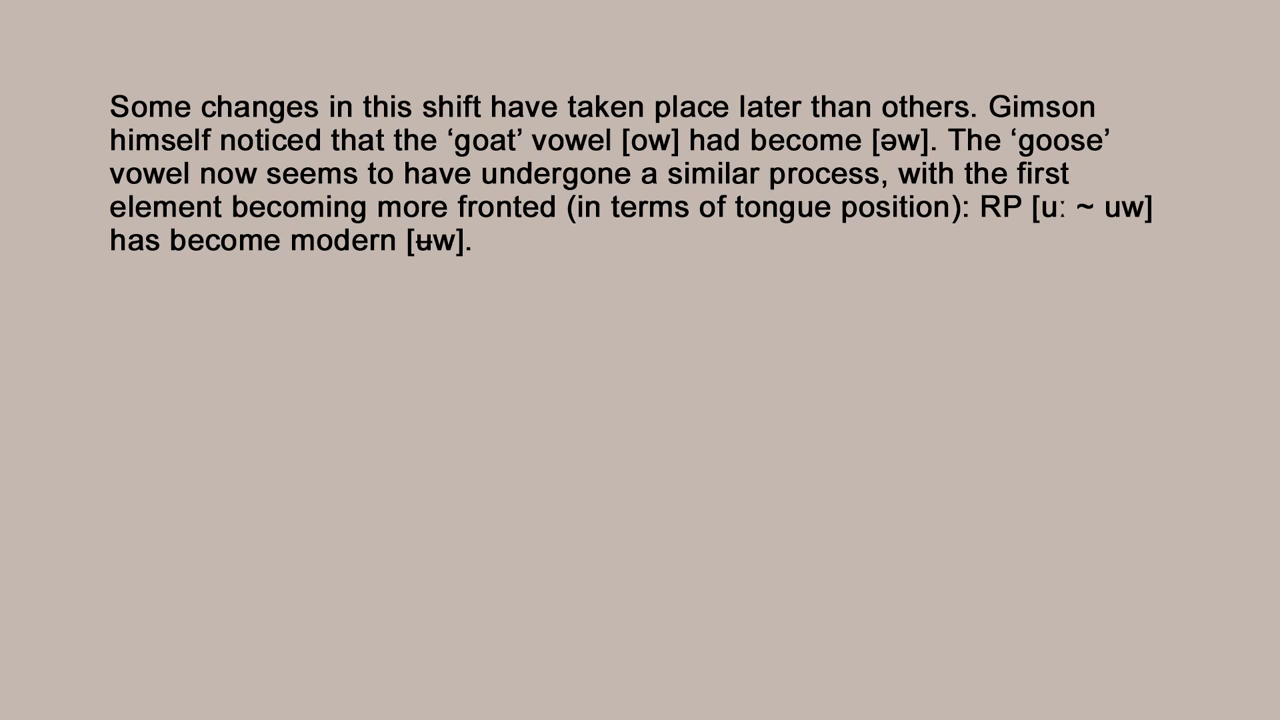 Some changes in this shift have taken place later than others. Gimson
himself noticed that the ‘goat’ vowel [ow] had become [əw]. The ‘goose’
vowel now seems to have undergone a similar process, with the first
element becoming more fronted (in terms of tongue position): RP [uː ~ uw]
has become modern [ʉw].